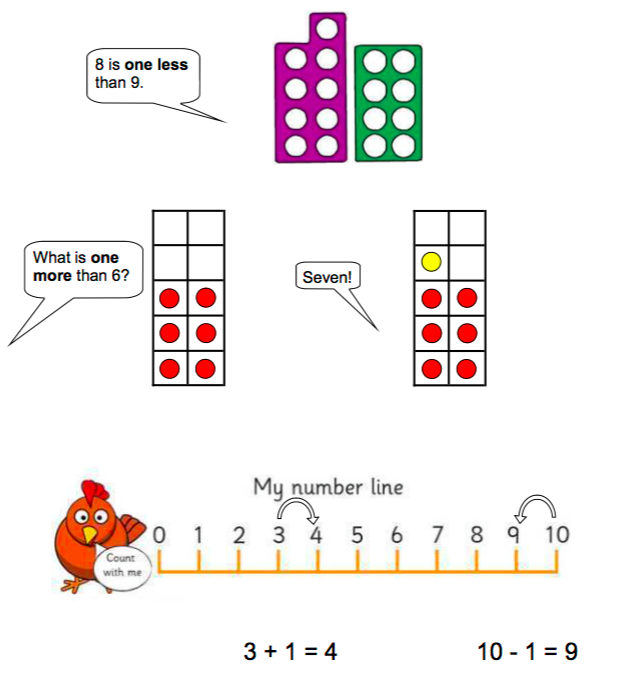 8 is one less
than 9.
What is one
more than 6?
Seven!
My number line
0 1 2 3 4 5 6 7 8 9 10
Count
with me
3 + 1 = 4
10 - 1 = 9